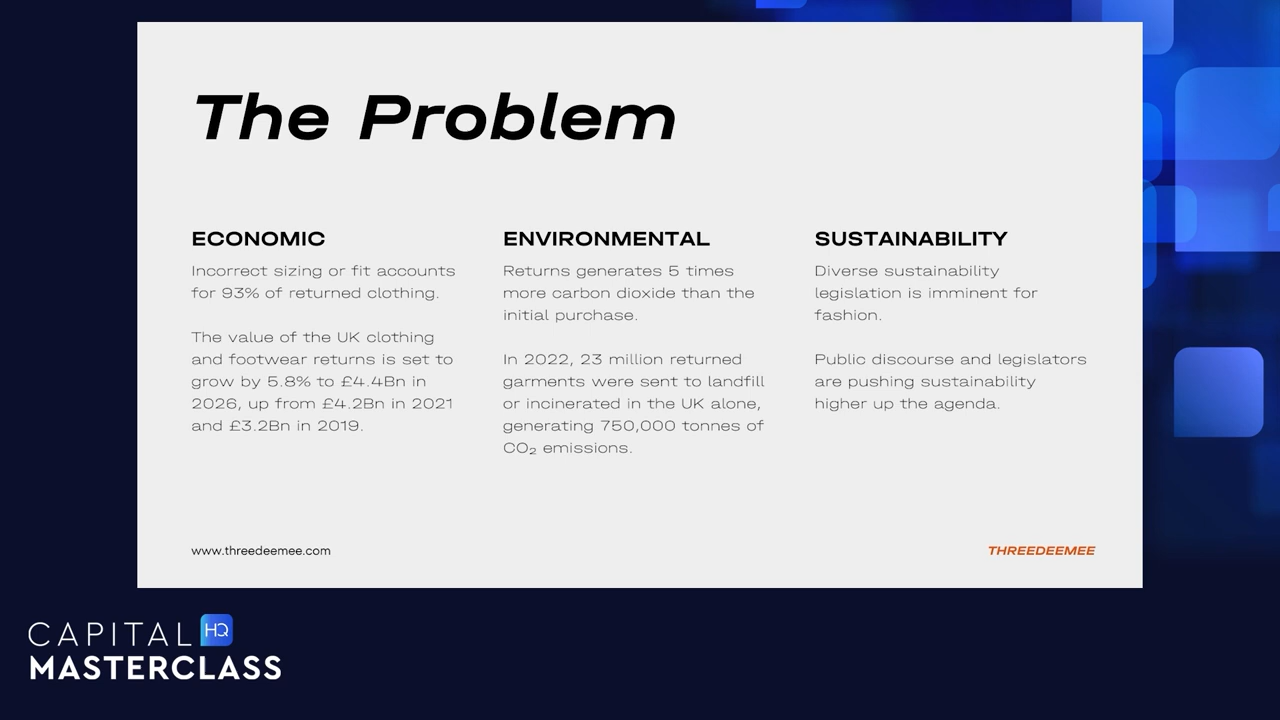 The Problem
ECONOMIC
Incorrect sizing or fit accounts
for 93% of returned clothing.
The value of the UK clothing
and footwear returns is set to
grow by 5.8% to £4.4Bn in
2026, up from £4.2Bn in 2021
and £3.2Bn in 2019.
ENVIRONMENTAL
Returns generates 5 times
more carbon dioxide than the
initial purchase.
In 2022, 23 million returned
garments were sent to landfill
or incinerated in the UK alone,
generating 750,000 tonnes of
CO₂ emissions.
SUSTAINABILITY
Diverse sustainability
legislation is imminent for
fashion.
Public discourse and legislators
are pushing sustainability
higher up the agenda.
www.threedeemee.com
THREEDEEMEE
CAPITAL HQ
MASTERCLASS